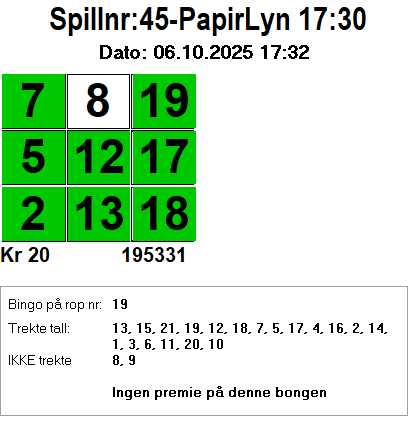 Spillnr:45-PapirLyn 17:30
Dato: 06.10.2025 17:32
7 8 19
5 12 17
2 13 18
Kr 20 195331
Bingo på rop nr: 19
Trekte tall: 13, 15, 21, 19, 12, 18, 7, 5, 17, 4, 16, 2, 14,
1, 3, 6, 11, 20, 10
IKKE trekte 8, 9
Ingen premie på denne bongen